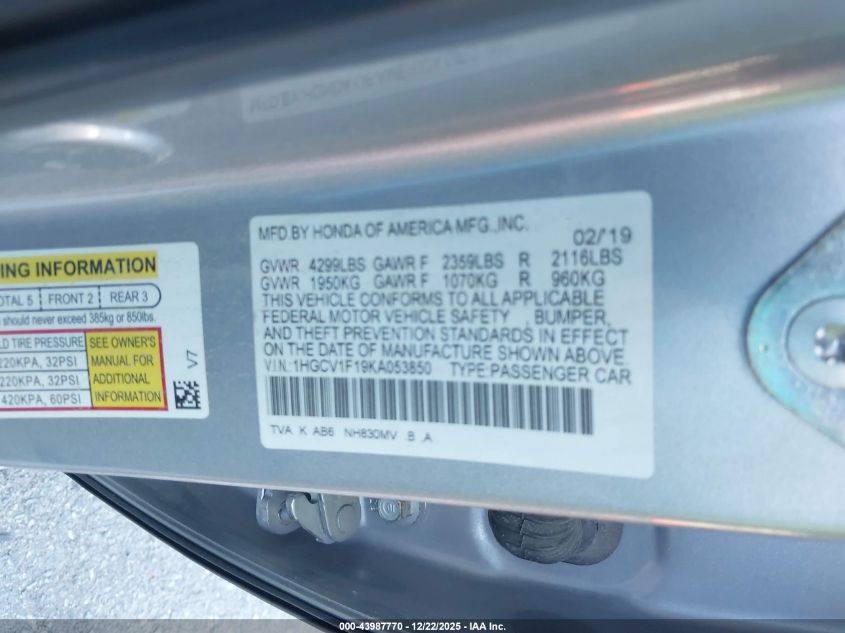 MFD.BY HONDA OF AMERICA MFG.,INC. 02/'19
GVWR 4299LBS GAWR F 2359LBS R 2116LBS
GVWR 1950KG GAWR F 1070KG R 960KG
THIS VEHICLE CONFORMS TO ALL APPLICABLE
FEDERAL MOTOR VEHICLE SAFETY , BUMPER,
AND THEFT PREVENTION STANDARDS IN EFFECT
ON THE DATE OF MANUFACTURE SHOWN ABOVE.
V.I.N.:1HGCV1F19KA053850 TYPE:PASSENGER CAR
TVA K AB6 NH830MV .B .A
ING INFORMATION
OTAL 5 FRONT 2 REAR 3
should never exceed 385kg or 850lbs.
LD TIRE PRESSURE
220KPA, 32PSI
220KPA, 32PSI
420KPA, 60PSI
SEE OWNER'S
MANUAL FOR
ADDITIONAL
INFORMATION
V7
000-43987770 - 12/22/2025 - IAA Inc.